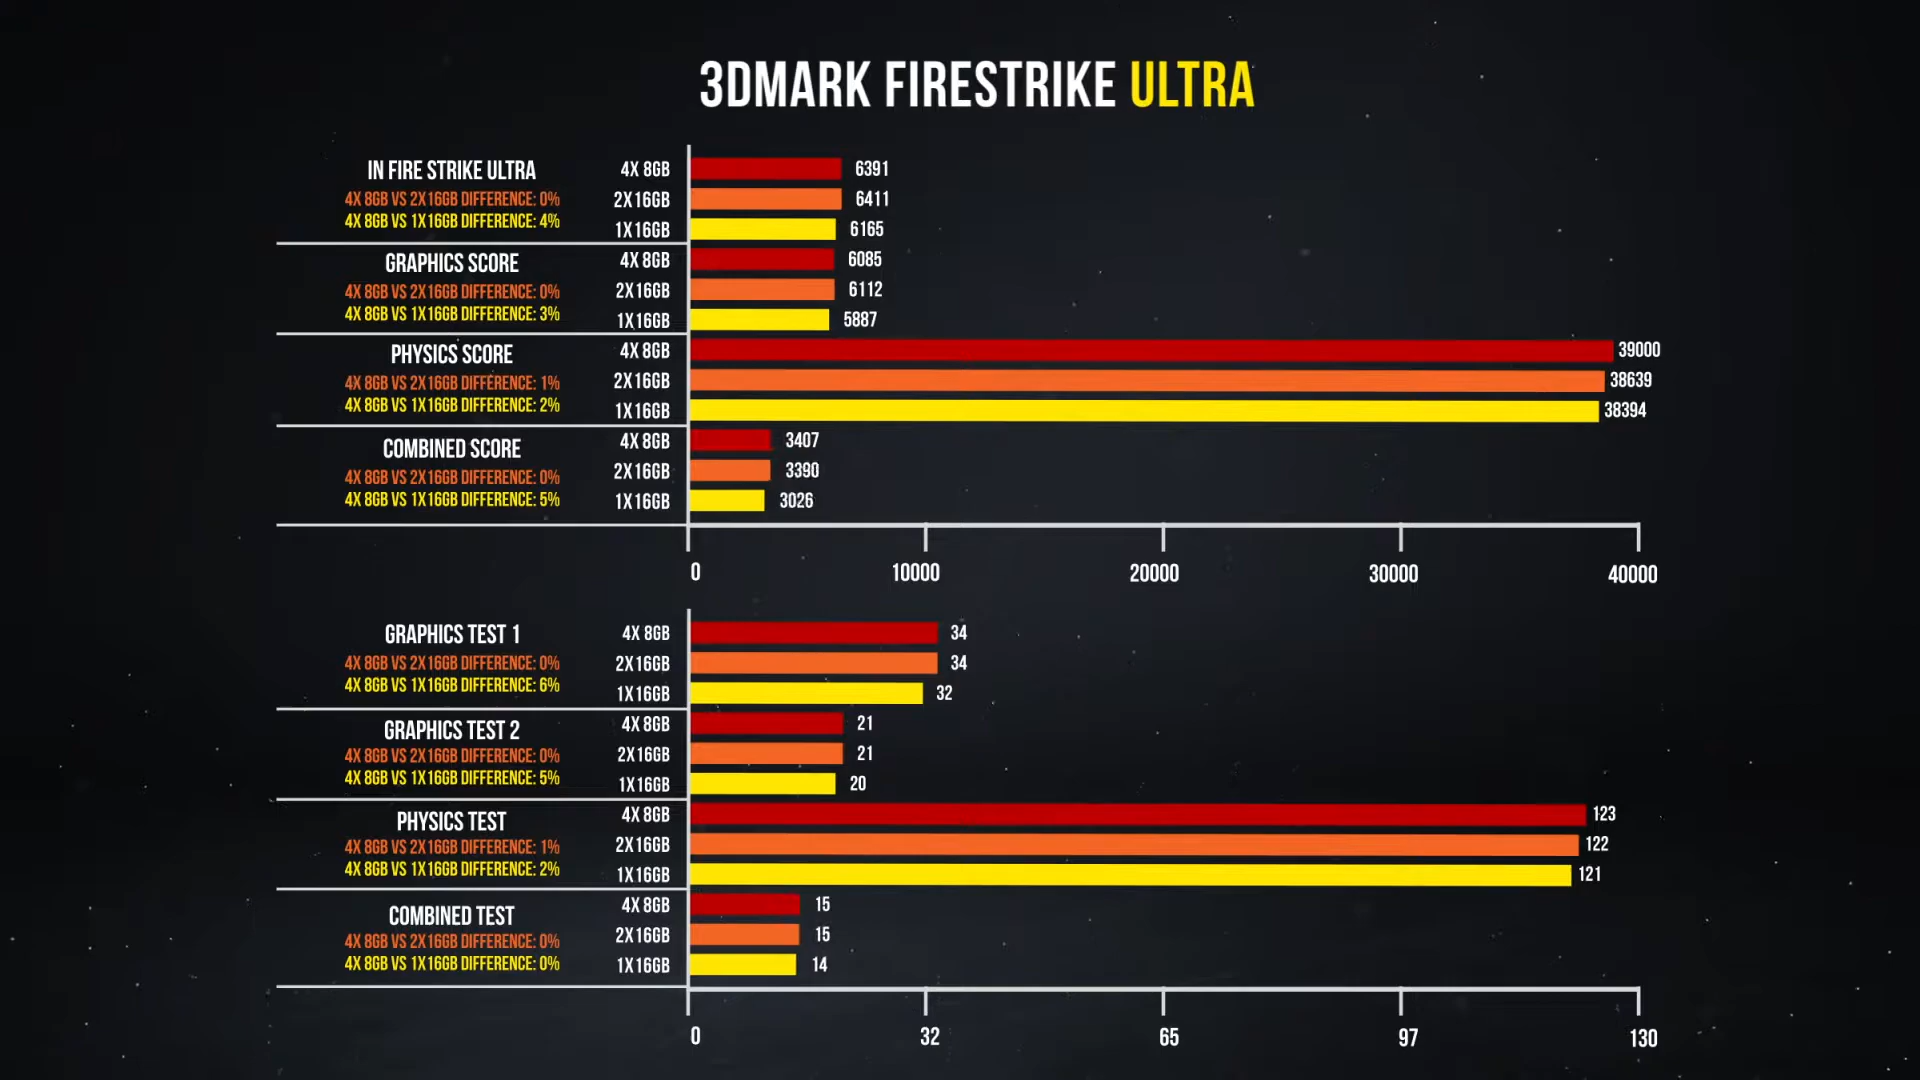 3DMARK FIRESTRIKE ULTRA
IN FIRE STRIKE ULTRA
4X 8GB VS 2X16GB DIFFERENCE: 0%
4X 8GB VS 1X16GB DIFFERENCE: 4%
4X 8GB 6391
2X16GB 6411
1X16GB 6165
GRAPHICS SCORE
4X 8GB VS 2X16GB DIFFERENCE: 0%
4X 8GB VS 1X16GB DIFFERENCE: 3%
4X 8GB 6085
2X16GB 6112
1X16GB 5887
PHYSICS SCORE
4X 8GB VS 2X16GB DIFFERENCE: 1%
4X 8GB VS 1X16GB DIFFERENCE: 2%
4X 8GB 39000
2X16GB 38639
1X16GB 38394
COMBINED SCORE
4X 8GB VS 2X16GB DIFFERENCE: 0%
4X 8GB VS 1X16GB DIFFERENCE: 5%
4X 8GB 3407
2X16GB 3390
1X16GB 3026
0 10000 20000 30000 40000
GRAPHICS TEST 1
4X 8GB VS 2X16GB DIFFERENCE: 0%
4X 8GB VS 1X16GB DIFFERENCE: 6%
4X 8GB 34
2X16GB 34
1X16GB 32
GRAPHICS TEST 2
4X 8GB VS 2X16GB DIFFERENCE: 0%
4X 8GB VS 1X16GB DIFFERENCE: 5%
4X 8GB 21
2X16GB 21
1X16GB 20
PHYSICS TEST
4X 8GB VS 2X16GB DIFFERENCE: 1%
4X 8GB VS 1X16GB DIFFERENCE: 2%
4X 8GB 123
2X16GB 122
1X16GB 121
COMBINED TEST
4X 8GB VS 2X16GB DIFFERENCE: 0%
4X 8GB VS 1X16GB DIFFERENCE: 0%
4X 8GB 15
2X16GB 15
1X16GB 14
0 32 65 97 130